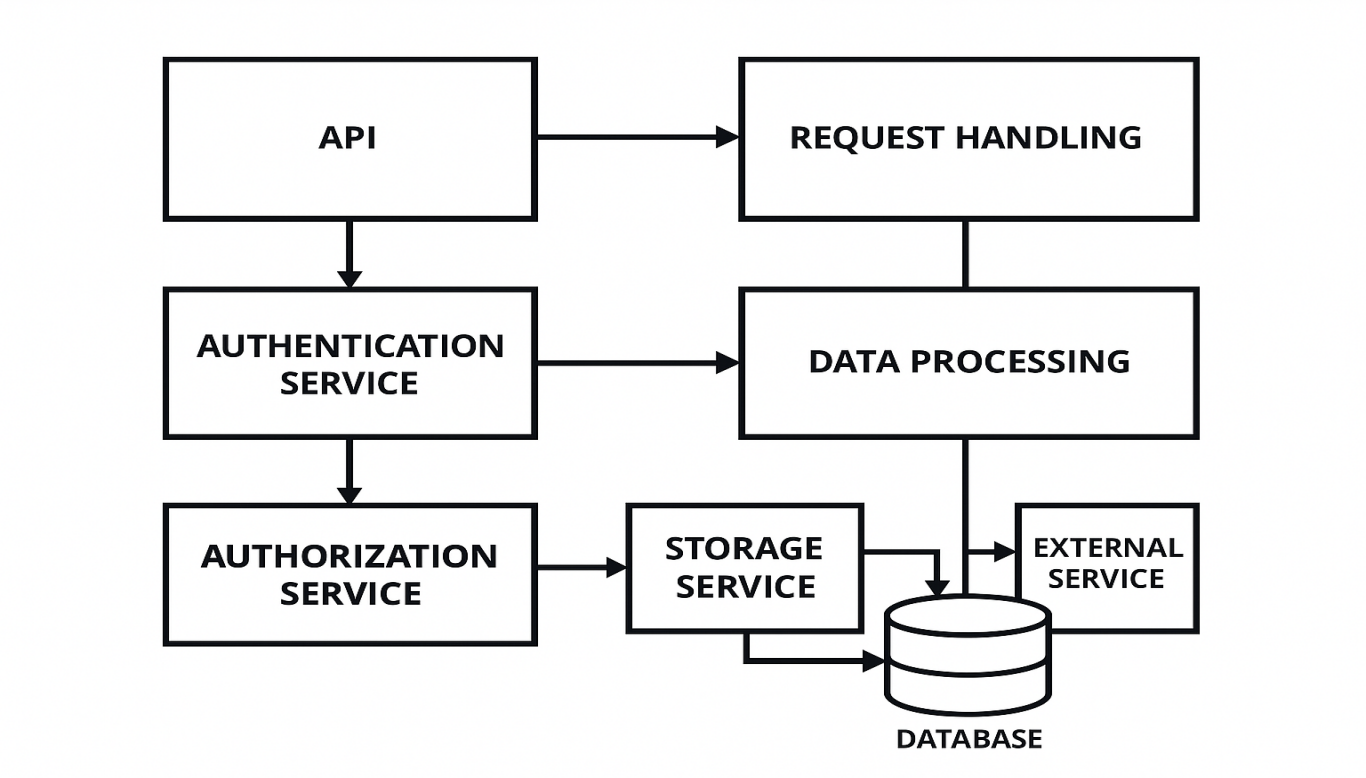 API
REQUEST HANDLING
AUTHENTICATION
SERVICE
DATA PROCESSING
AUTHORIZATION
SERVICE
STORAGE
SERVICE
EXTERNAL
SERVICE
DATABASE